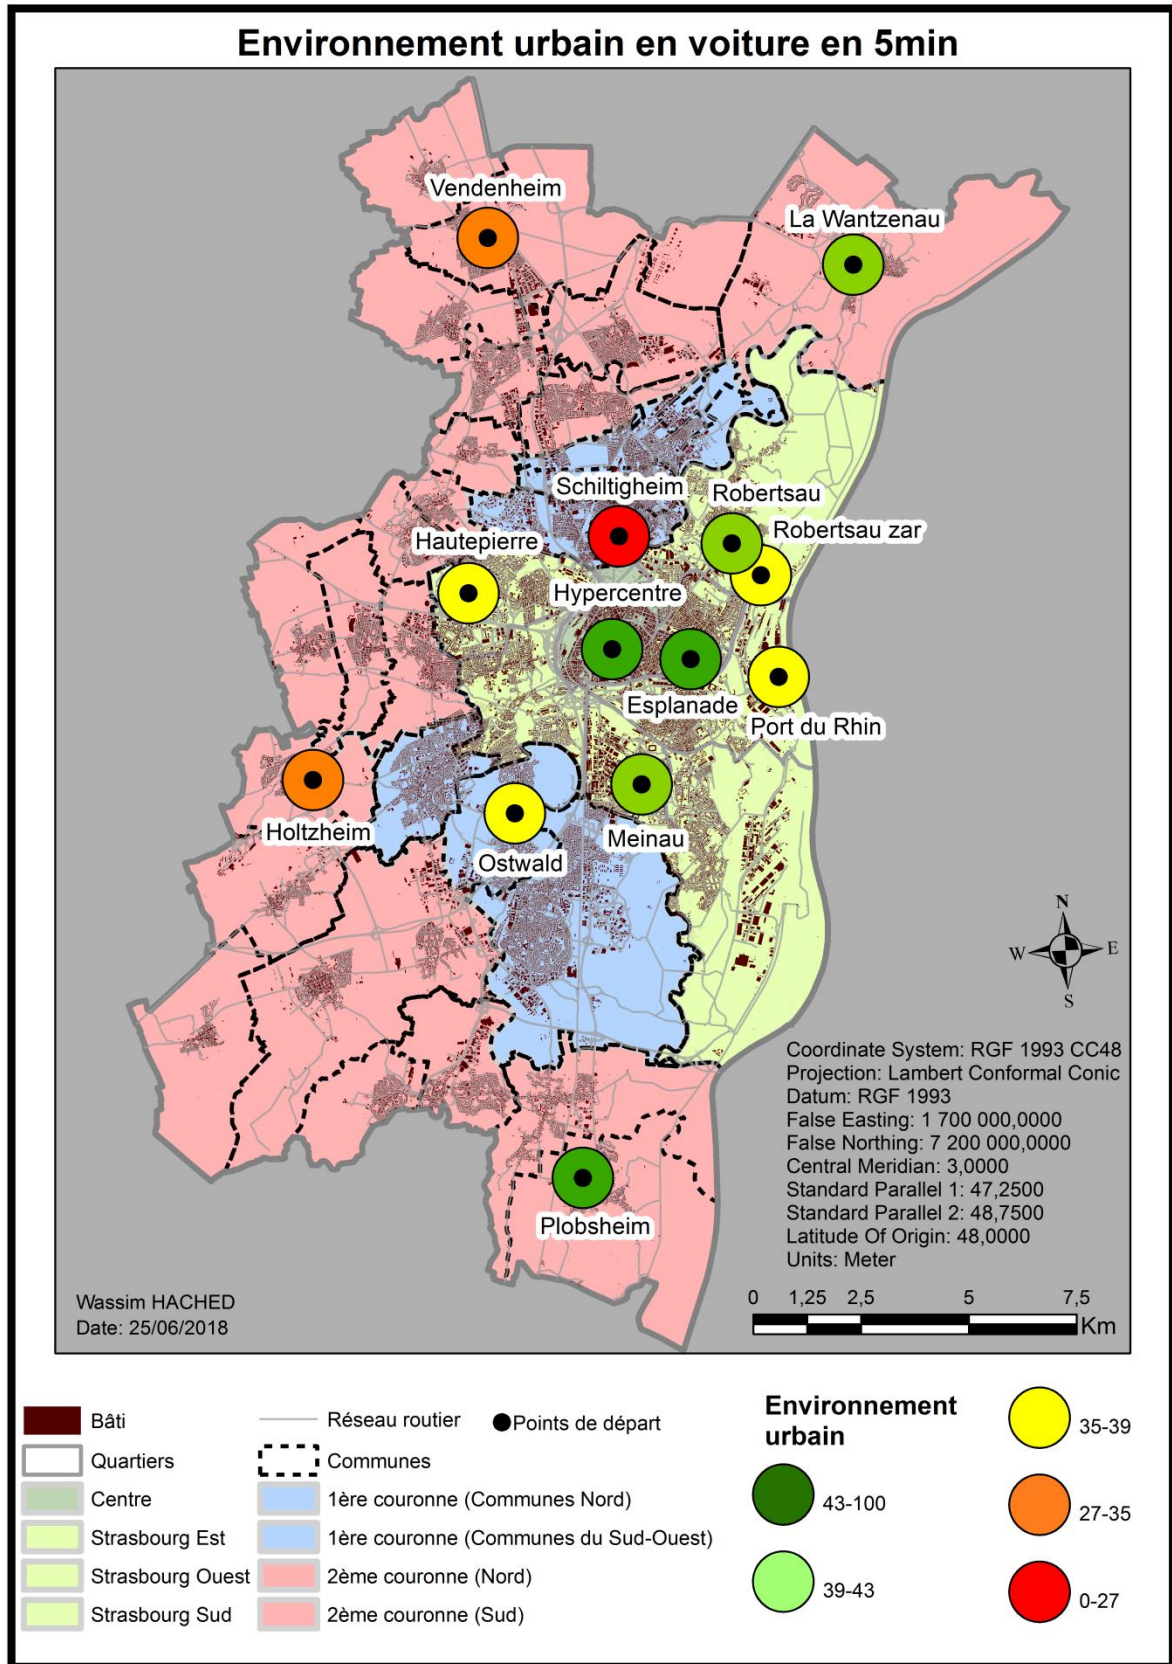 Environnement urbain en voiture en 5min
Vendenheim
La Wantzenau
Schiltigheim
Robertsau
Robertsau zar
Hautepierre
Hypercentre
Esplanade
Port du Rhin
Holtzheim
Ostwald
Meinau
Plobsheim
N
W
E
S
Coordinate System: RGF 1993 CC48
Projection: Lambert Conformal Conic
Datum: RGF 1993
False Easting: 1 700 000,0000
False Northing: 7 200 000,0000
Central Meridian: 3,0000
Standard Parallel 1: 47,2500
Standard Parallel 2: 48,7500
Latitude Of Origin: 48,0000
Units: Meter
Wassim HACHED
Date: 25/06/2018
0 1,25 2,5 5 7,5
Km
Bâti
Quartiers
Centre
Strasbourg Est
Strasbourg Ouest
Strasbourg Sud
Réseau routier
Points de départ
Communes
1ère couronne (Communes Nord)
1ère couronne (Communes du Sud-Ouest)
2ème couronne (Nord)
2ème couronne (Sud)
Environnement
urbain
43-100
39-43
35-39
27-35
0-27